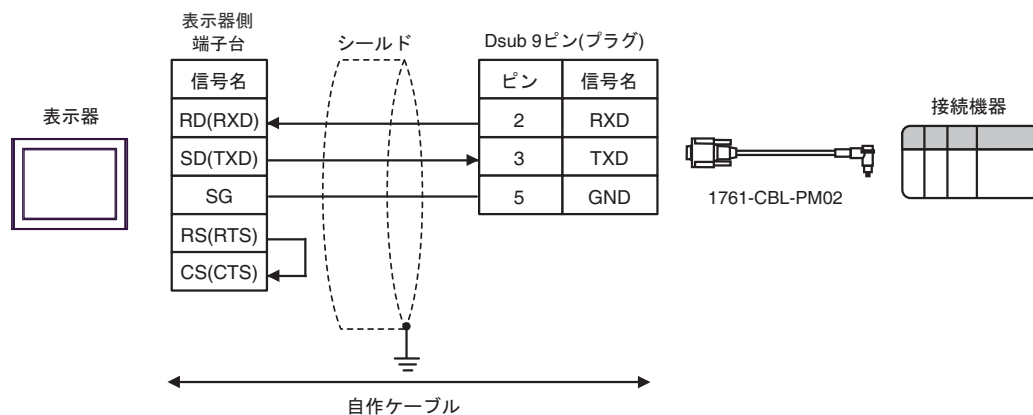 表示器側
端子台
シールド
Dsub 9ピン(プラグ)
信号名
ピン
信号名
表示器
接続機器
RD(RXD)
2
RXD
SD(TXD)
3
TXD
SG
5
GND
1761-CBL-PM02
RS(RTS)
CS(CTS)
自作ケーブル